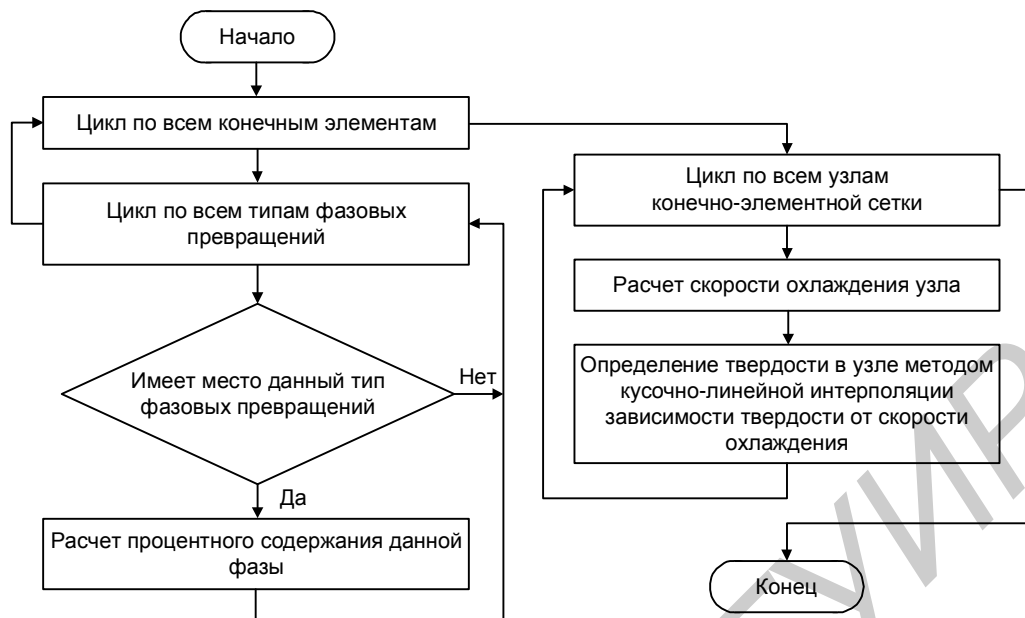 Начало
Цикл по всем конечным элементам
Цикл по всем типам фазовых
превращений
Имеет место данный тип
фазовых превращений
Нет
Да
Расчет процентного содержания данной
фазы
Цикл по всем узлам
конечно-элементной сетки
Расчет скорости охлаждения узла
Определение твердости в узле методом
кусочно-линейной интерполяции
зависимости твердости от скорости
охлаждения
Конец
ГУИР